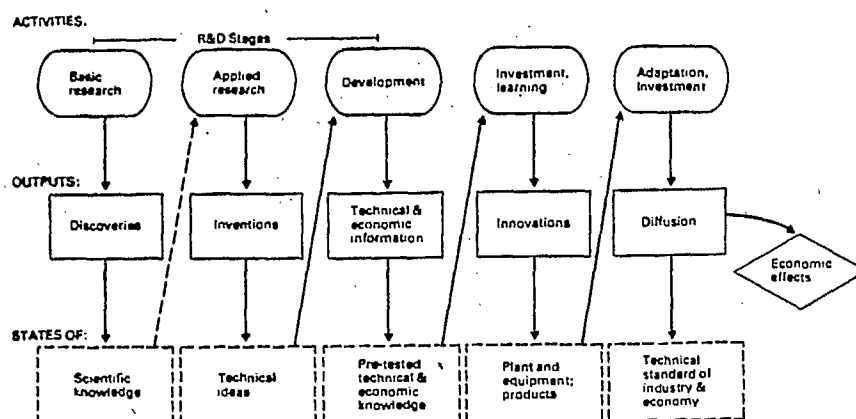 ACTIVITIES.
R&D Stages
Basic
research
Applied
research
Development
Investment,
learning
Adaptation,
Investment
OUTPUTS:
Discoveries
Inventions
Technical &
economic
information
Innovations
Diffusion
Economic
effects
STATES OF:
Scientific
knowledge
Technical
ideas
Pre-tested
technical &
economic
knowledge
Plant and
equipment;
products
Technical
standard of
industry &
economy